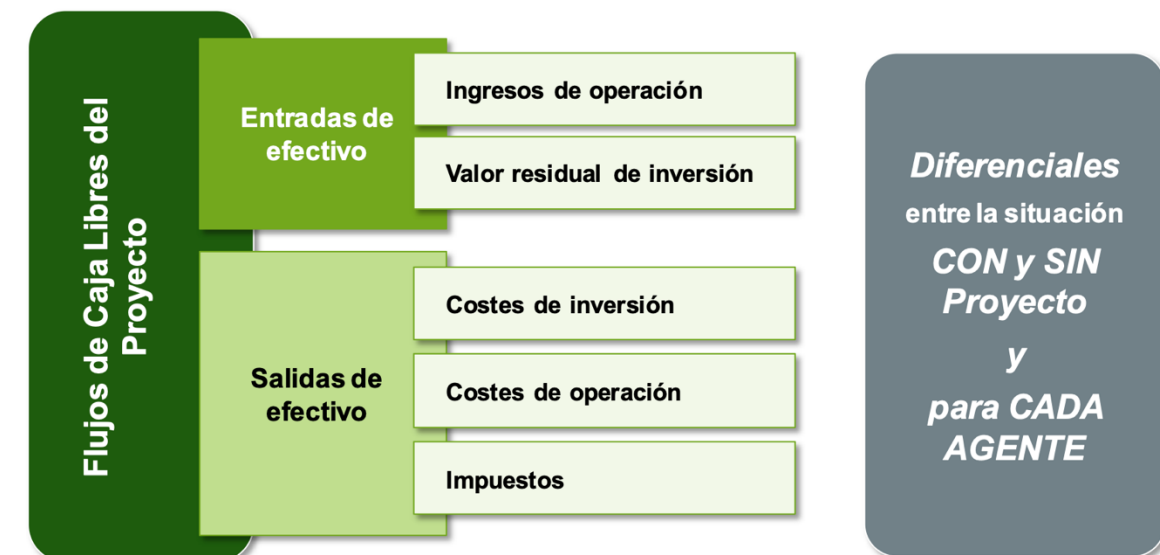 Flujos de Caja Libres del
Proyecto
Entradas de
efectivo
Ingresos de operación
Valor residual de inversión
Salidas de
efectivo
Costes de inversión
Costes de operación
Impuestos
Diferenciales
entre la situación
CON y SIN
Proyecto
y
para CADA
AGENTE